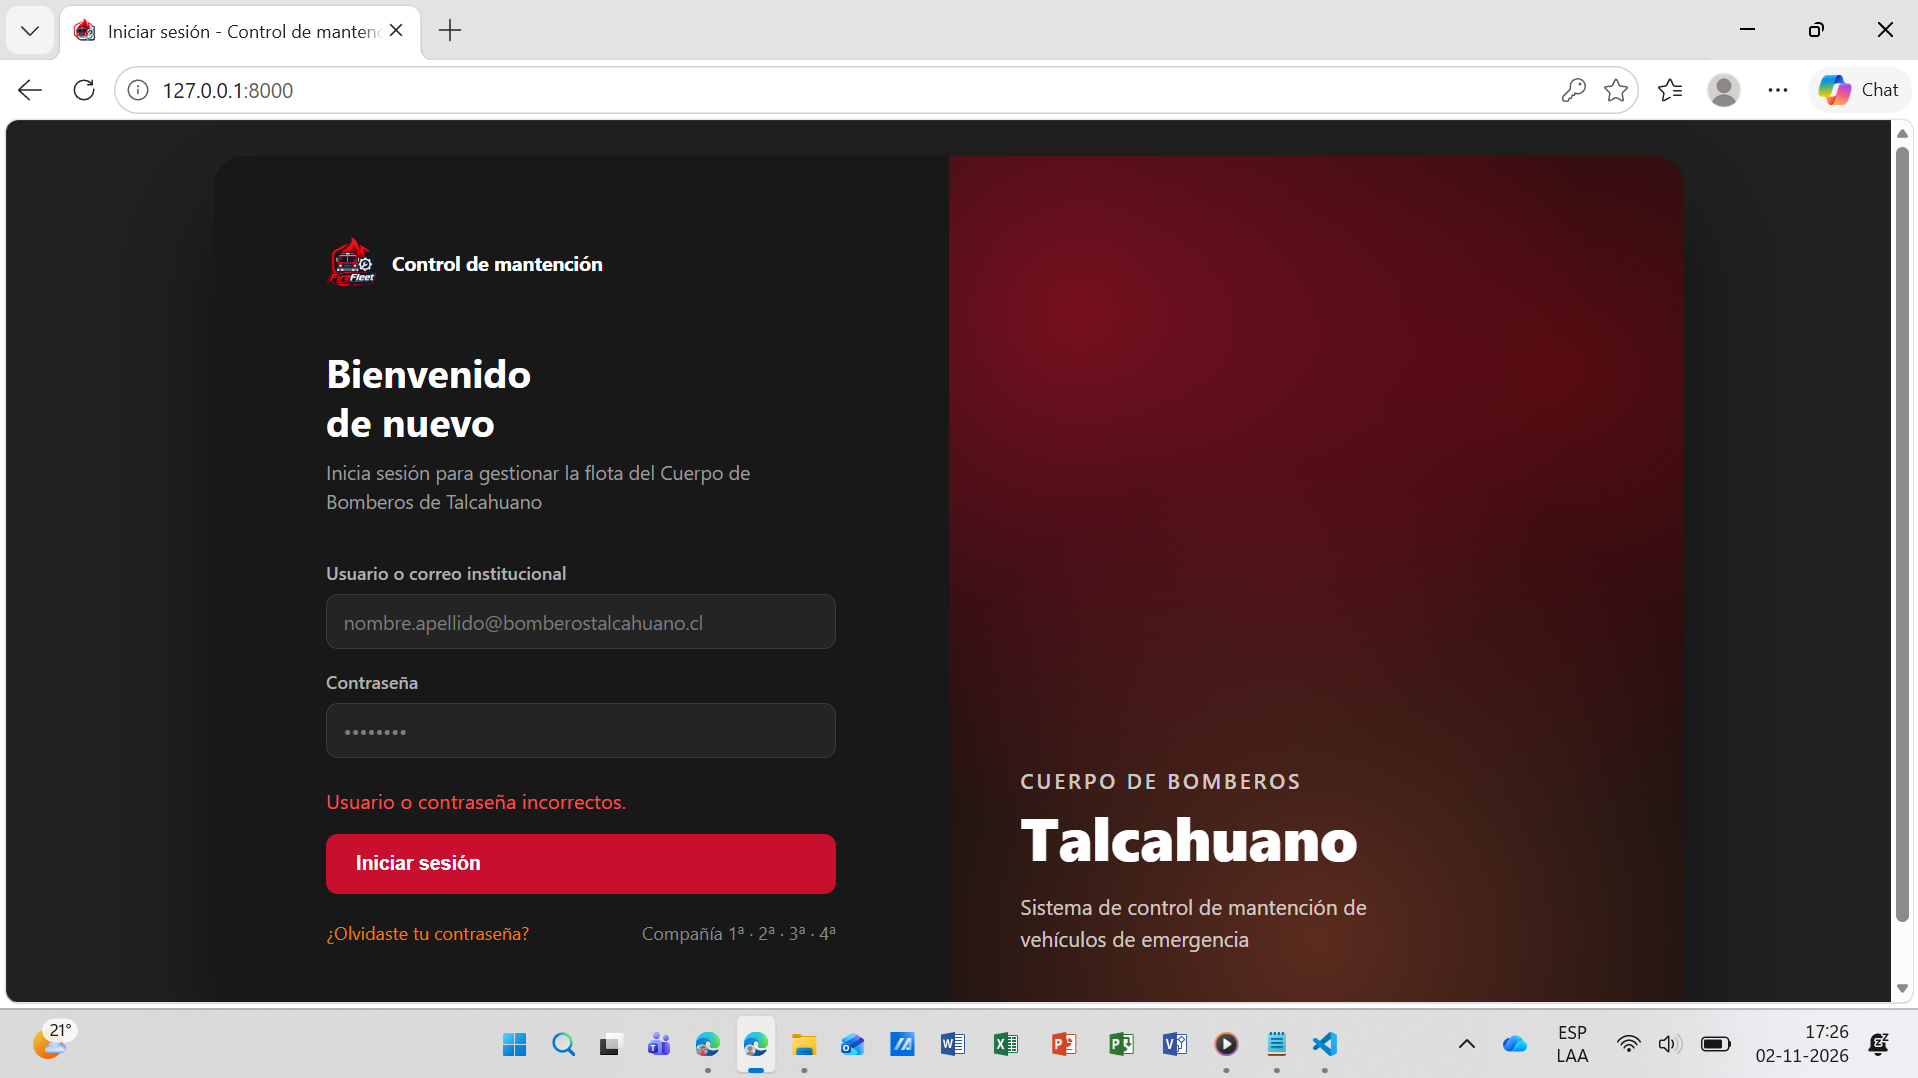 Iniciar sesión - Control de manten
127.0.0.1:8000
Chat
FireFleet
Control de mantención
Bienvenido
de nuevo
Inicia sesión para gestionar la flota del Cuerpo de
Bomberos de Talcahuano
Usuario o correo institucional
nombre.apellido@bomberostalcahuano.cl
Contraseña
Usuario o contraseña incorrectos.
Iniciar sesión
¿Olvidaste tu contraseña?
Compañía 1ª · 2ª · 3ª · 4ª
CUERPO DE BOMBEROS
Talcahuano
Sistema de control de mantención de
vehículos de emergencia
21°
ESP
LAA
17:26
02-11-2026